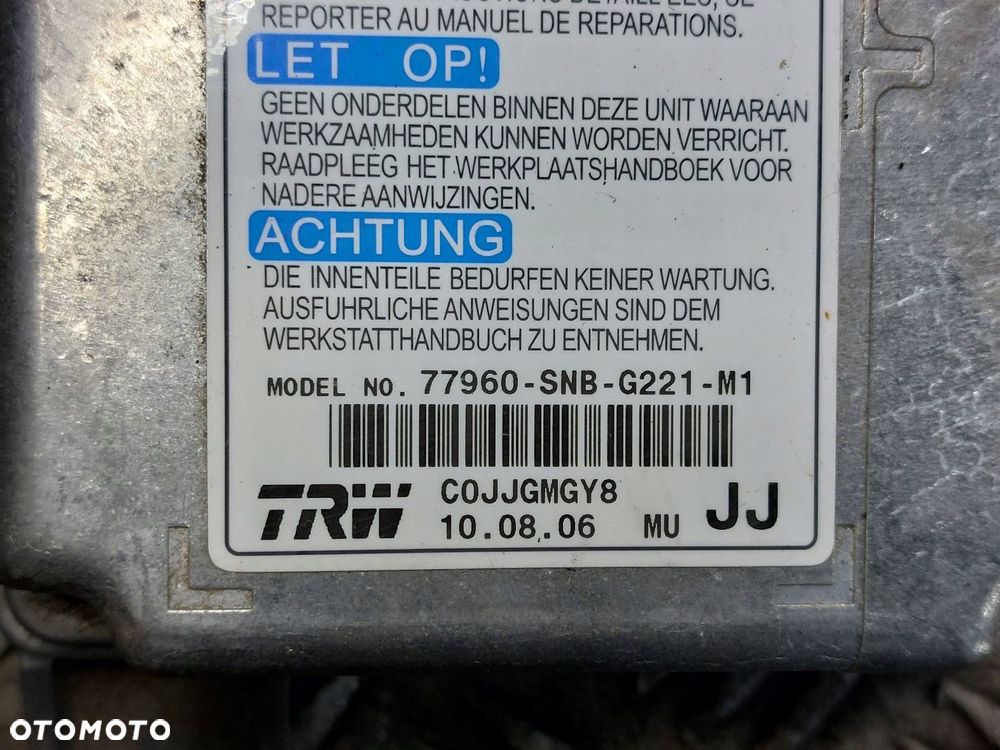 REPORTER AU MANUEL DE REPARATIONS.
LET OP!
GEEN ONDERDELEN BINNEN DEZE UNIT WAARAAN
WERKZAAMHEDEN KUNNEN WORDEN VERRICHT.
RAADPLEEG HET WERKPLAATSHANDBOEK VOOR
NADERE AANWIJZINGEN.
ACHTUNG
DIE INNENTEILE BEDURFEN KEINER WARTUNG.
AUSFUHRLICHE ANWEISUNGEN SIND DEM
WERKSTATTHANDBUCH ZU ENTNEHMEN.
MODEL NO. 77960-SNB-G221-M1
TRW C0JJGMGY8
10.08.06 MU JJ
OTOMOTO